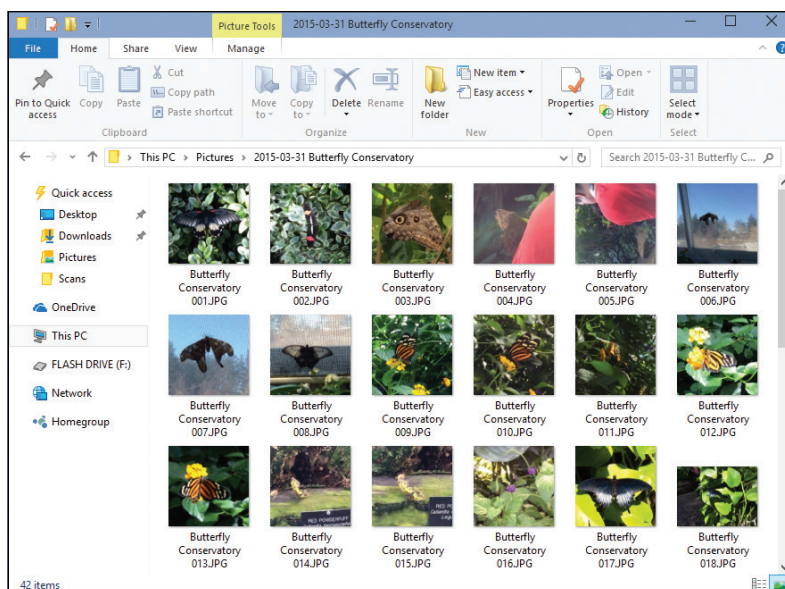 Picture Tools
2015-03-31 Butterfly Conservatory
File
Home
Share
View
Manage
Pin to Quick
access
Copy
Paste
Cut
Copy path
Paste shortcut
Clipboard
Move
to
Copy
to
Delete
Rename
Organize
New
folder
New item
Easy access
New
Properties
Open
Edit
History
Open
Select
mode
Select
This PC > Pictures > 2015-03-31 Butterfly Conservatory
Search 2015-03-31 Butterfly C...
Quick access
Desktop
Downloads
Pictures
Scans
OneDrive
This PC
FLASH DRIVE (F:)
Network
Homegroup
Butterfly
Conservatory
001.JPG
Butterfly
Conservatory
002.JPG
Butterfly
Conservatory
003.JPG
Butterfly
Conservatory
004.JPG
Butterfly
Conservatory
005.JPG
Butterfly
Conservatory
006.JPG
Butterfly
Conservatory
007.JPG
Butterfly
Conservatory
008.JPG
Butterfly
Conservatory
009.JPG
Butterfly
Conservatory
010.JPG
Butterfly
Conservatory
011.JPG
Butterfly
Conservatory
012.JPG
RED POWDERPUFF
RED PO
Butterfly
Conservatory
013.JPG
Butterfly
Conservatory
014.JPG
Butterfly
Conservatory
015.JPG
Butterfly
Conservatory
016.JPG
Butterfly
Conservatory
017.JPG
Butterfly
Conservatory
018.JPG
42 items